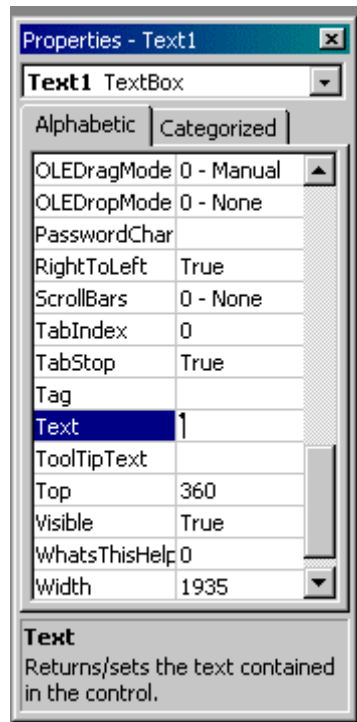 Properties - Text1
Text1 TextBox
Alphabetic Categorized
OLEDragMode 0 - Manual
OLEDropMode 0 - None
PasswordChar
RightToLeft True
ScrollBars 0 - None
TabIndex 0
TabStop True
Tag
Text
ToolTipText
Top 360
Visible True
WhatsThisHelp 0
Width 1935
Text
Returns/sets the text contained
in the control.